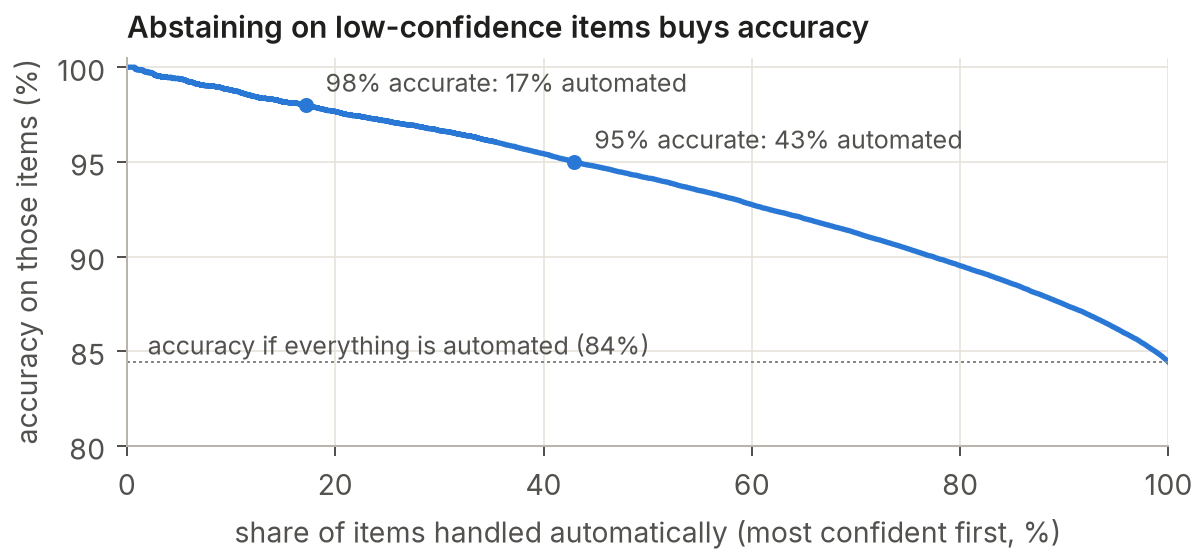 Abstaining on low-confidence items buys accuracy
accuracy on those items (%)
100
95
90
85
80
98% accurate: 17% automated
95% accurate: 43% automated
accuracy if everything is automated (84%)
0
20
40
60
80
100
share of items handled automatically (most confident first, %)